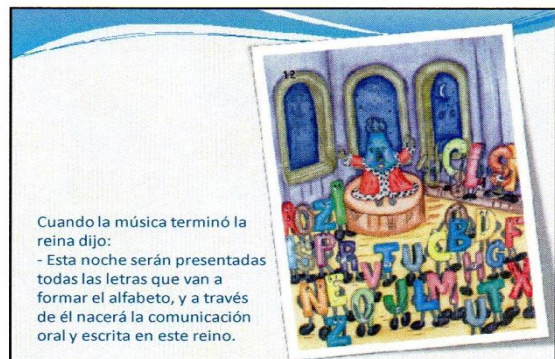 12
Cuando la música terminó la
reina dijo:
- Esta noche serán presentadas
todas las letras que van a
formar el alfabeto, y a través
de él nacerá la comunicación
oral y escrita en este reino.